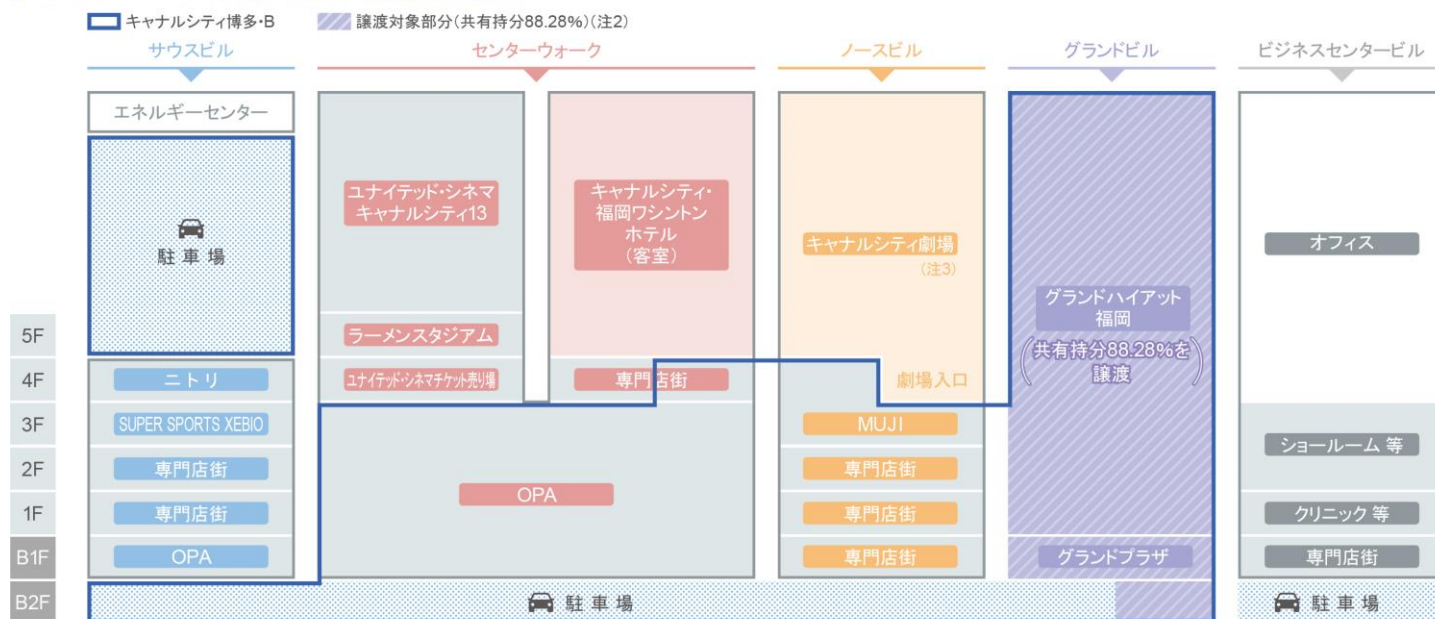 キャナルシティ博多・B
譲渡対象部分(共有持分88.28%)(注2)
サウスビル
センターウォーク
ノースビル
グランドビル
ビジネスセンタービル
エネルギーセンター
駐車場
ユナイテッド・シネマ
キャナルシティ13
キャナルシティ・
福岡ワシントン
ホテル
(客室)
キャナルシティ劇場
(注3)
グランドハイアット
福岡
(共有持分88.28%を
譲渡)
オフィス
5F
ラーメンスタジアム
4F
ニトリ
ユナイテッド・シネマチケット売り場
専門店街
劇場入口
3F
SUPER SPORTS XEBIO
MUJI
ショールーム 等
2F
専門店街
OPA
専門店街
1F
専門店街
専門店街
クリニック 等
B1F
OPA
専門店街
グランドプラザ
専門店街
B2F
駐車場
駐車場